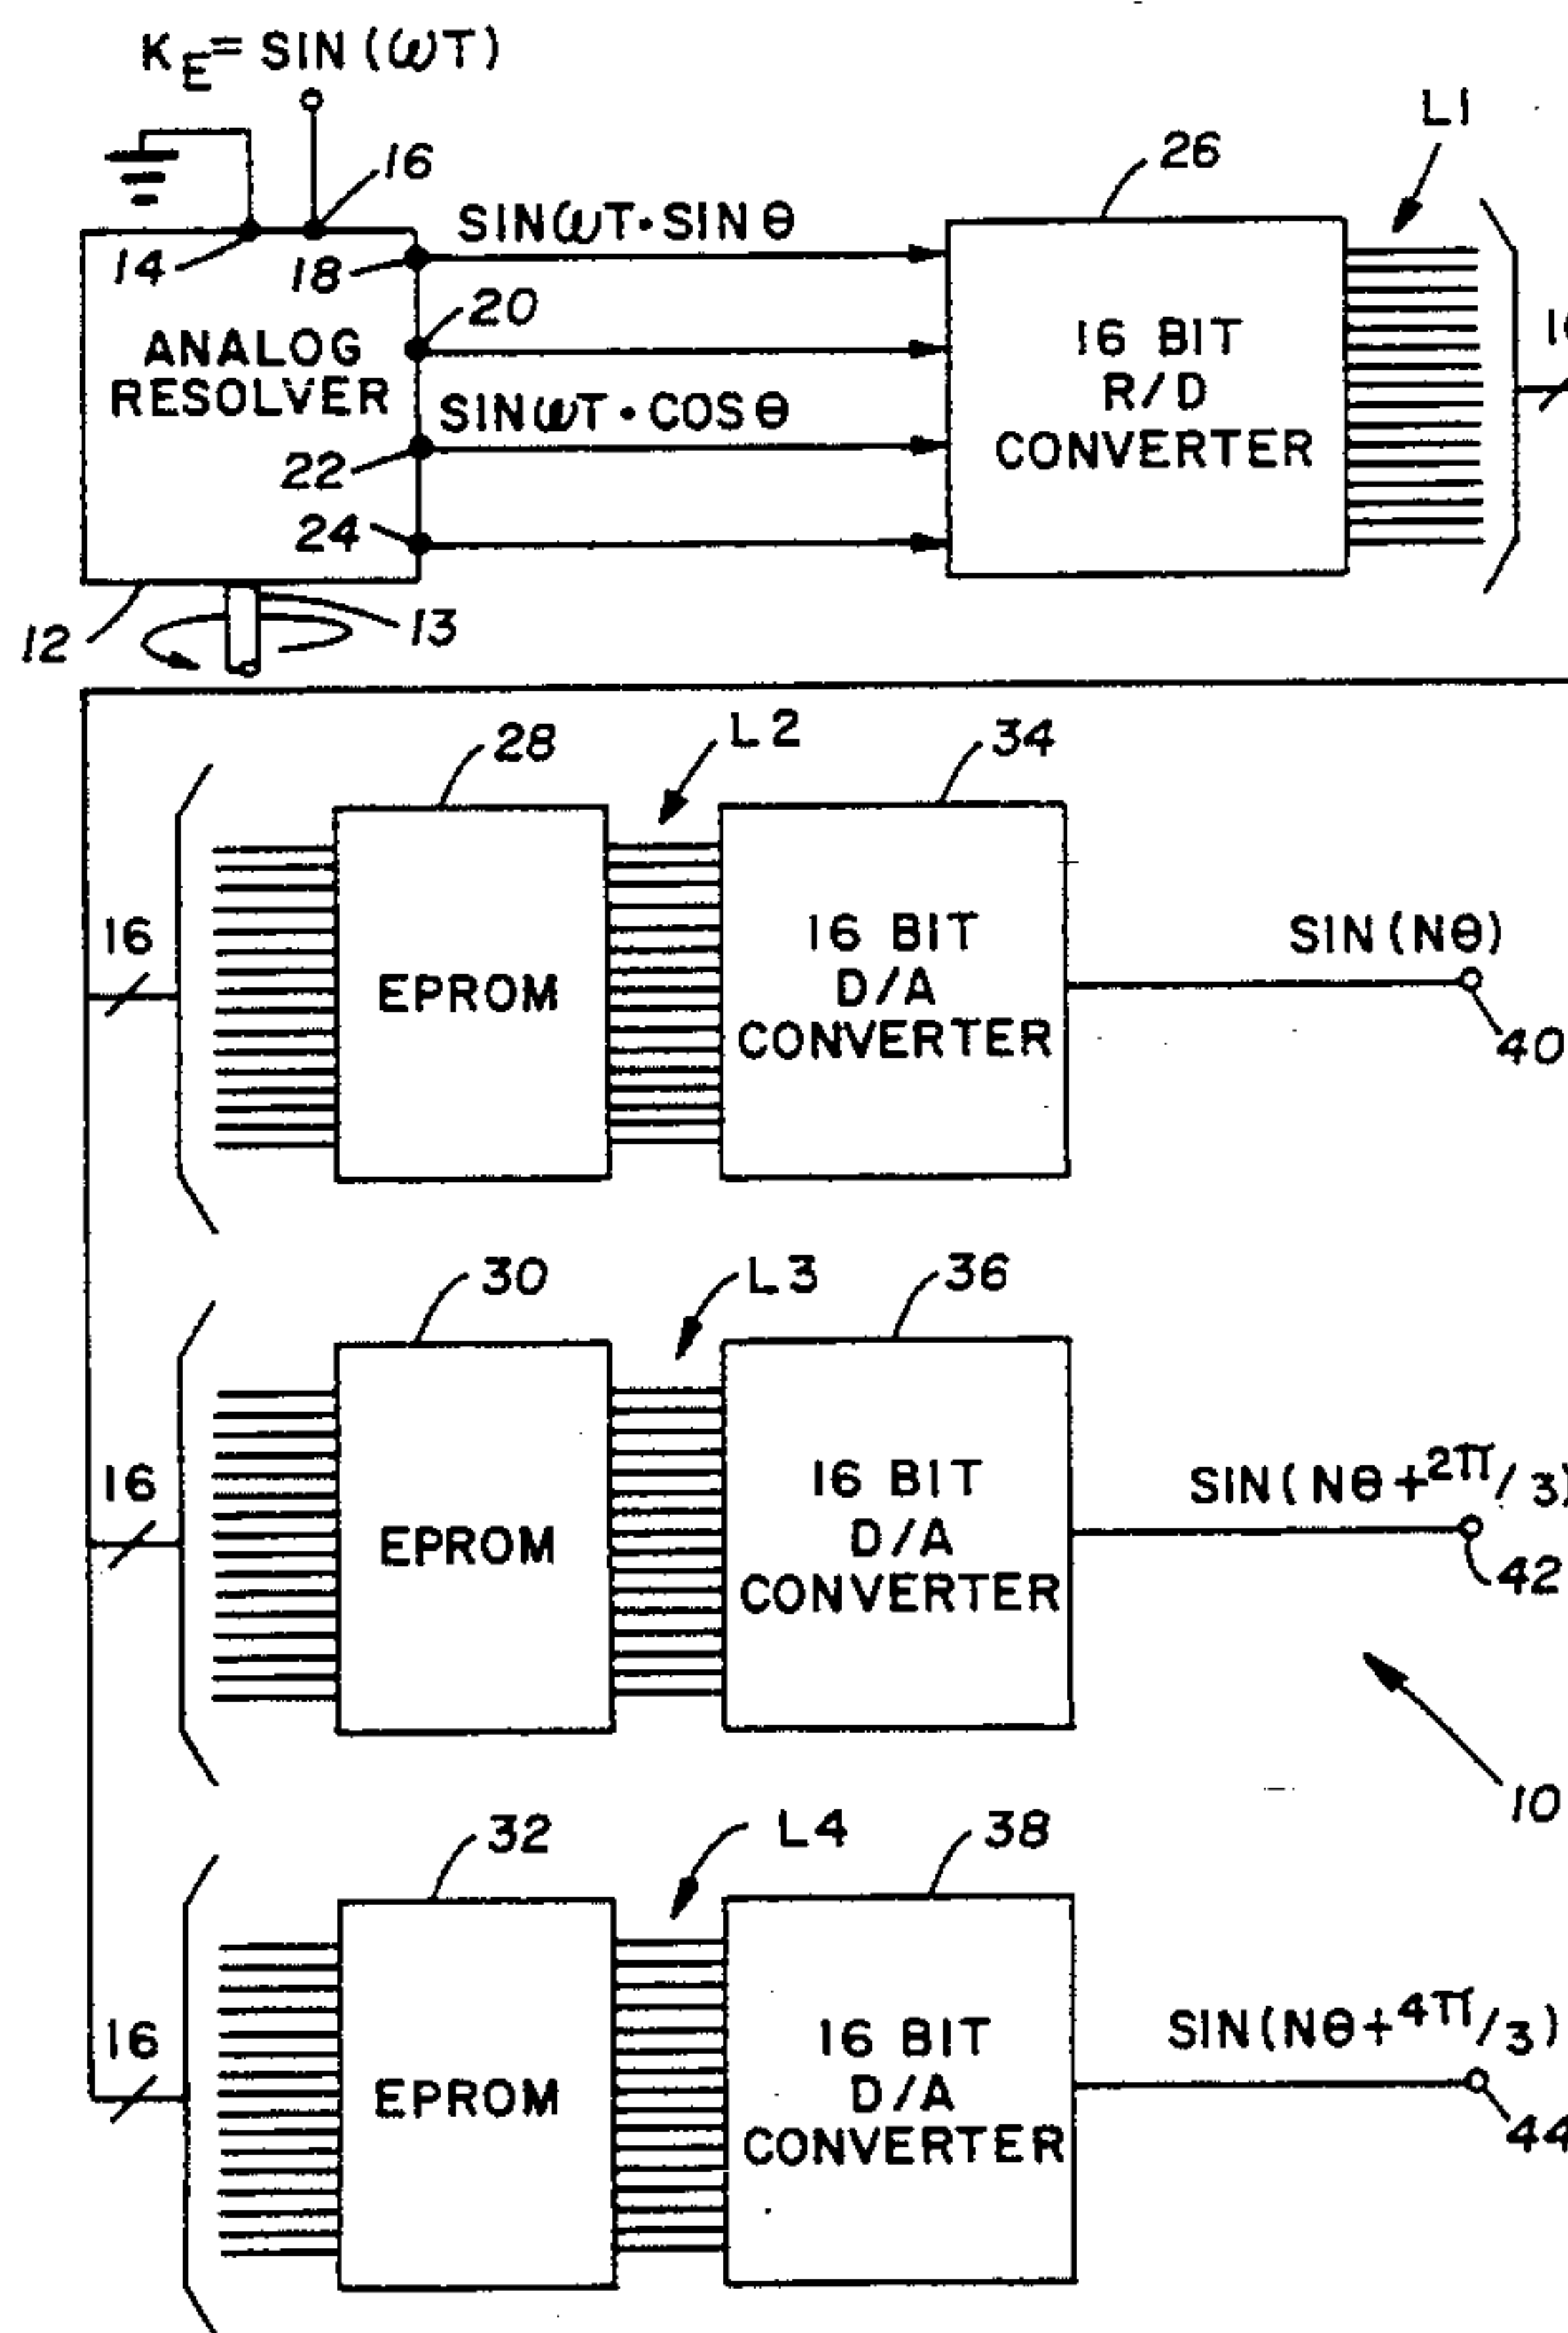 K_E = SIN (ωT)
16
14
18
SINωT•SINθ
26
L1
20
ANALOG
RESOLVER
16 BIT
R/D
CONVERTER
SINωT•COSθ
22
24
12
13
28
L2
34
16
EPROM
16 BIT
D/A
CONVERTER
SIN(Nθ)
40
30
L3
36
16
EPROM
16 BIT
D/A
CONVERTER
SIN(Nθ+2π/3)
42
10
32
L4
38
16
EPROM
16 BIT
D/A
CONVERTER
SIN(Nθ+4π/3)
44